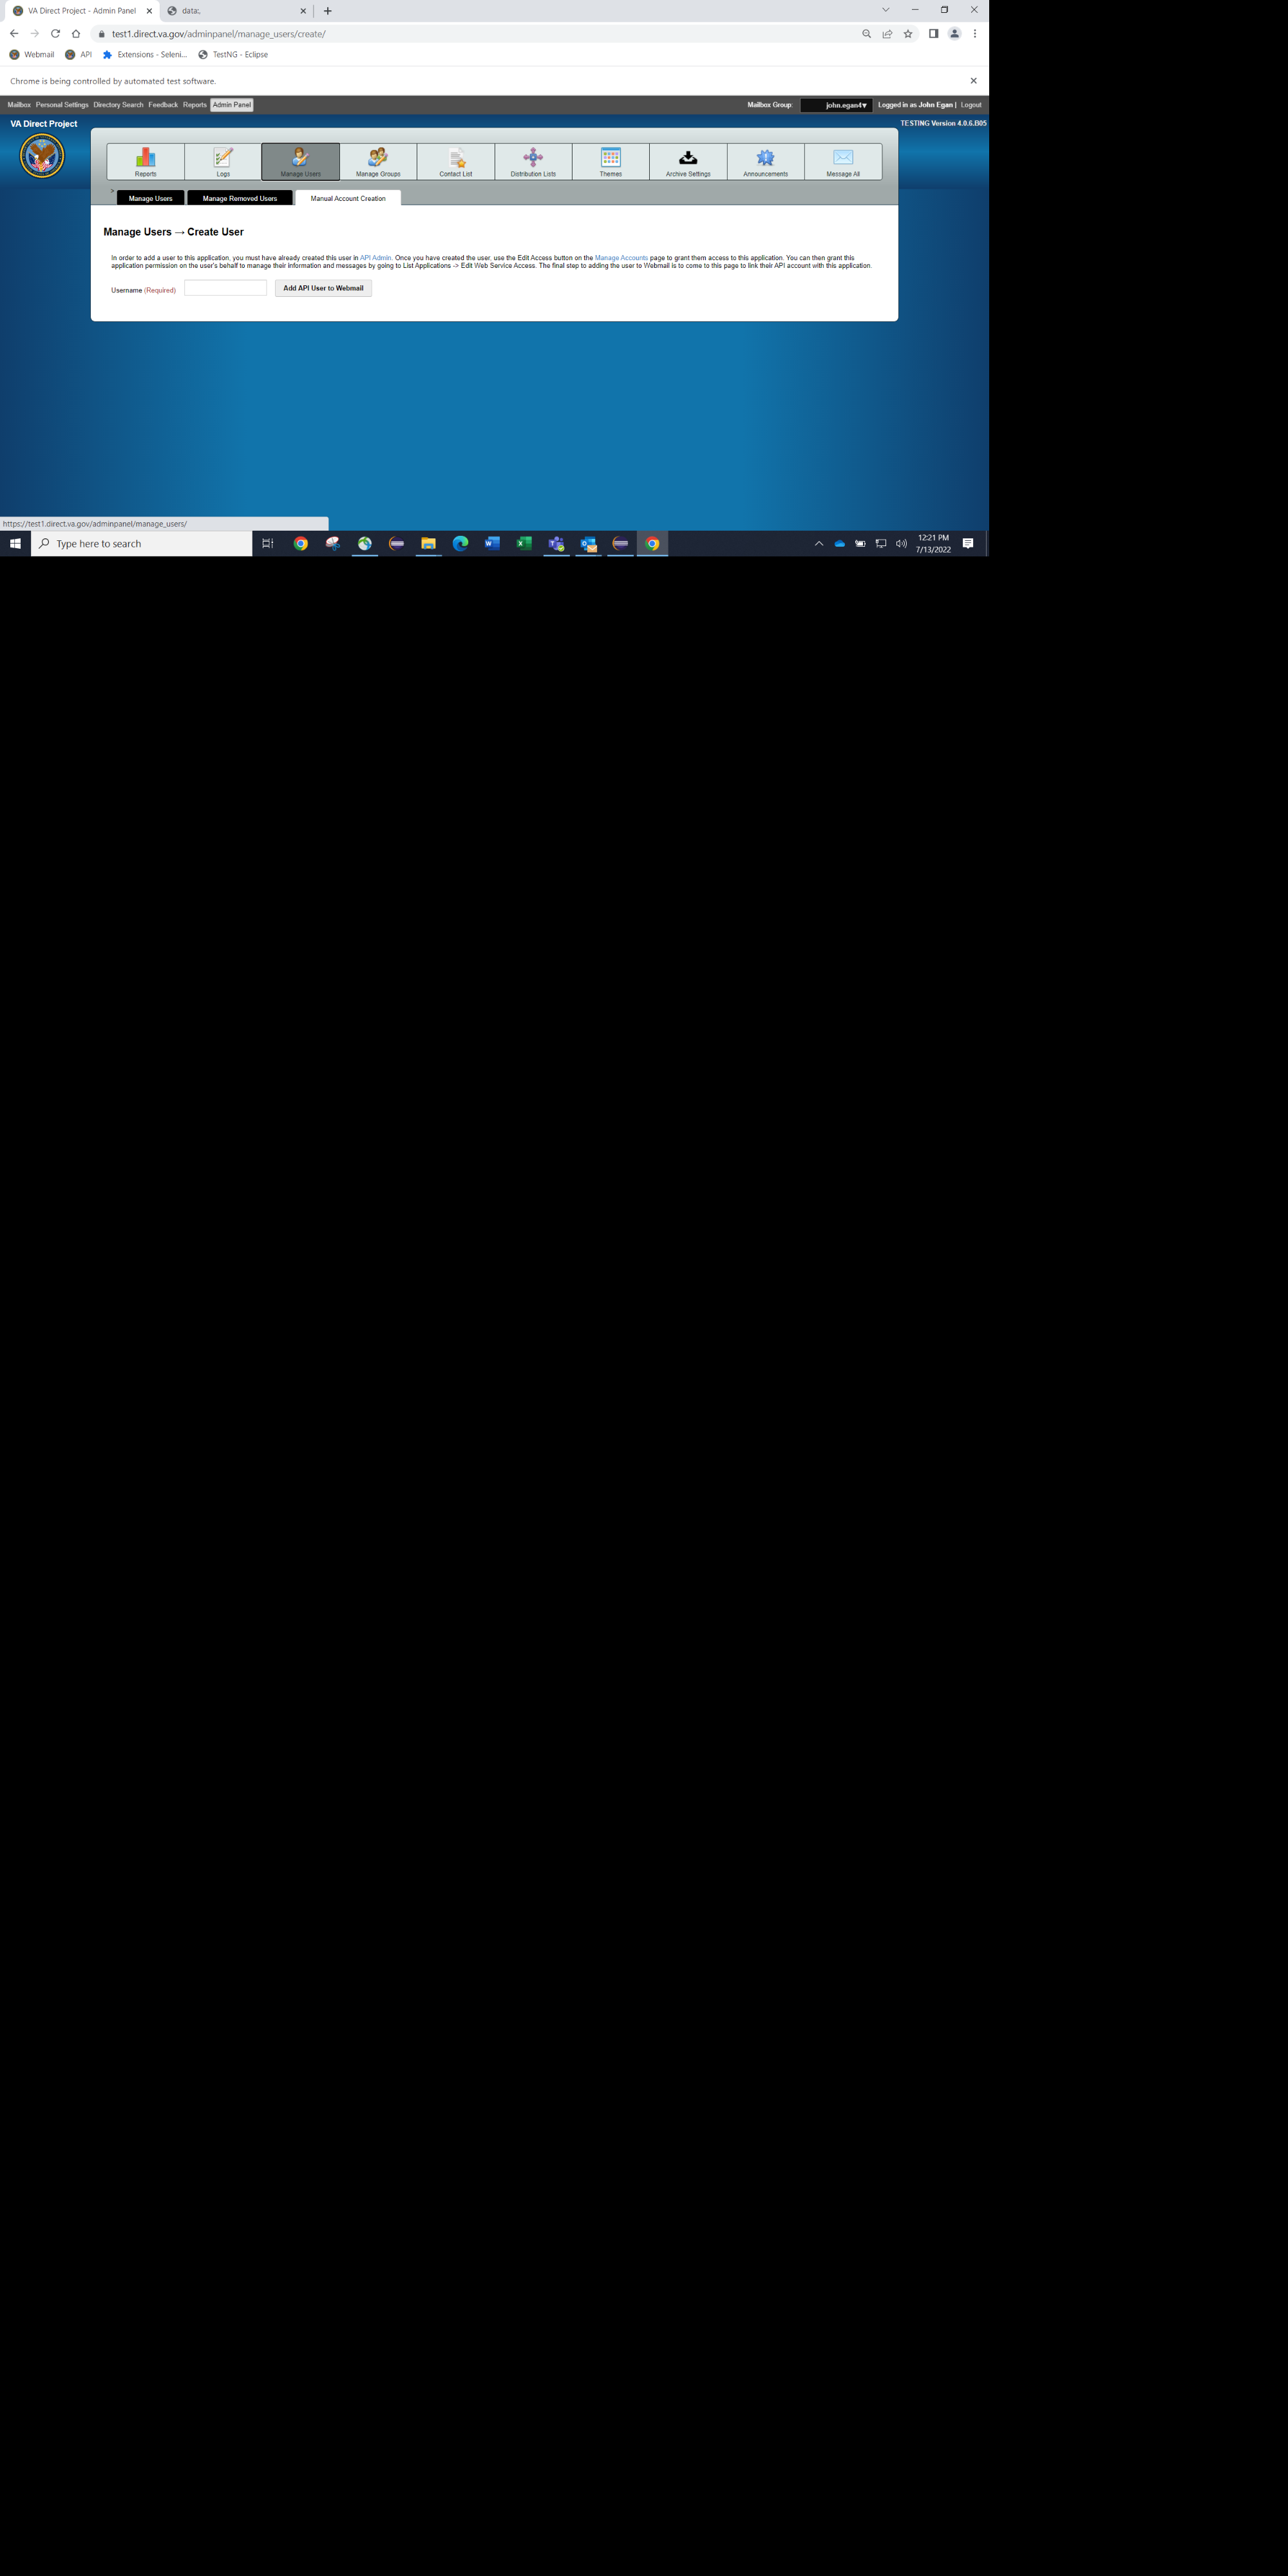 VA Direct Project - Admin Panel
data:,
test1.direct.va.gov/adminpanel/manage_users/create/
Webmail API Extensions - Seleni... TestNG - Eclipse
Chrome is being controlled by automated test software.
Mailbox Personal Settings Directory Search Feedback Reports Admin Panel Mailbox Group: john.egan4▾ Logged in as John Egan | Logout
VA Direct Project TESTING Version 4.0.6.B05
Reports Logs Manage Users Manage Groups Contact List Distribution Lists Themes Archive Settings Announcements Message All
> Manage Users Manage Removed Users Manual Account Creation
Manage Users → Create User
In order to add a user to this application, you must have already created this user in API Admin. Once you have created the user, use the Edit Access button on the Manage Accounts page to grant them access to this application. You can then grant this
application permission on the user's behalf to manage their information and messages by going to List Applications -> Edit Web Service Access. The final step to adding the user to Webmail is to come to this page to link their API account with this application.
Username (Required) Add API User to Webmail
https://test1.direct.va.gov/adminpanel/manage_users/
Type here to search
12:21 PM
7/13/2022